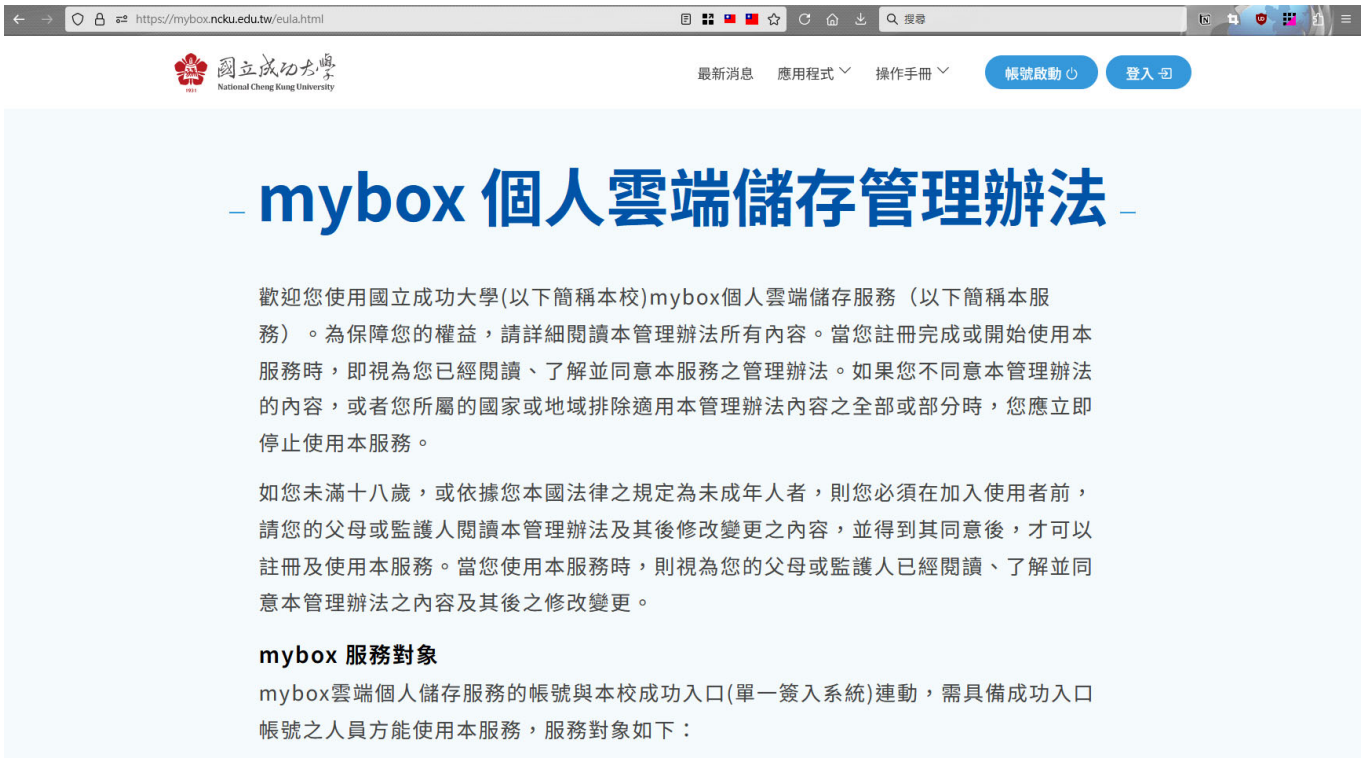 https://mybox.ncku.edu.tw/eula.html
搜尋
國立成功大學
National Cheng Kung University
1931
最新消息
應用程式
操作手冊
帳號啟動
登入
mybox 個人雲端儲存管理辦法
歡迎您使用國立成功大學(以下簡稱本校)mybox個人雲端儲存服務（以下簡稱本服
務）。為保障您的權益，請詳細閱讀本管理辦法所有內容。當您註冊完成或開始使用本
服務時，即視為您已經閱讀、了解並同意本服務之管理辦法。如果您不同意本管理辦法
的內容，或者您所屬的國家或地域排除適用本管理辦法內容之全部或部分時，您應立即
停止使用本服務。
如您未滿十八歲，或依據您本國法律之規定為未成年人者，則您必須在加入使用者前，
請您的父母或監護人閱讀本管理辦法及其後修改變更之內容，並得到其同意後，才可以
註冊及使用本服務。當您使用本服務時，則視為您的父母或監護人已經閱讀、了解並同
意本管理辦法之內容及其後之修改變更。
mybox 服務對象
mybox雲端個人儲存服務的帳號與本校成功入口(單一簽入系統)連動，需具備成功入口
帳號之人員方能使用本服務，服務對象如下：